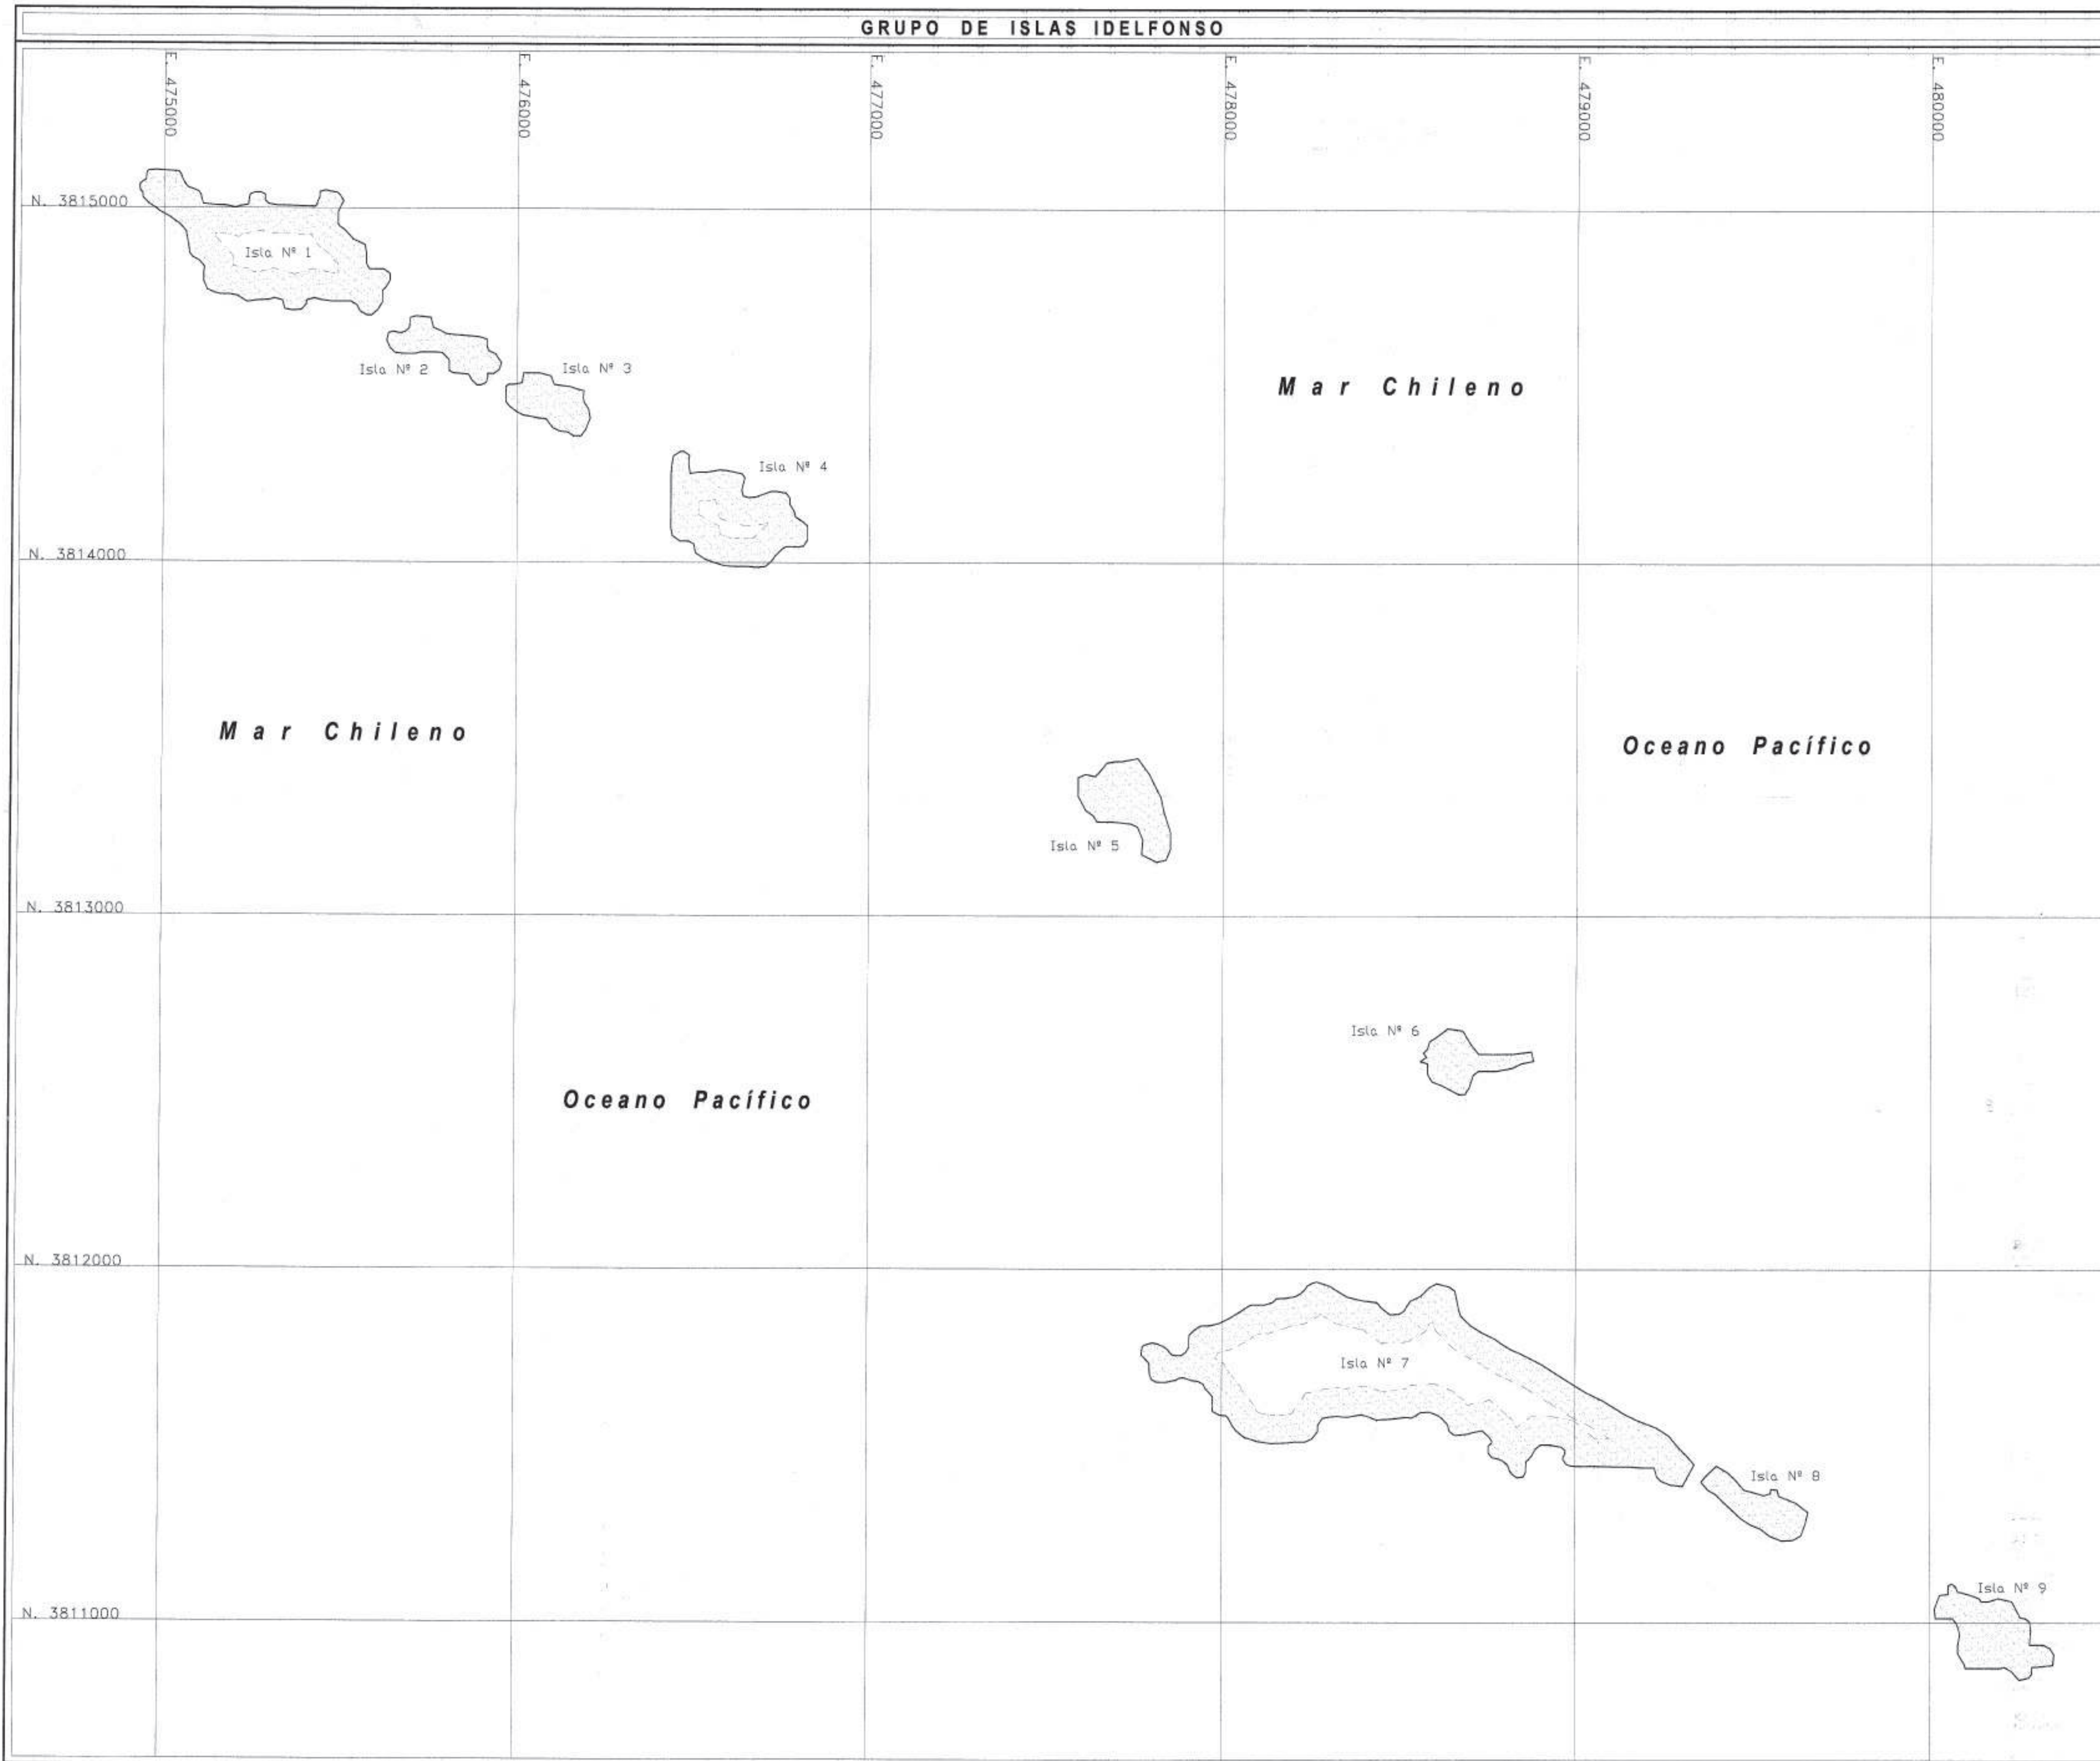 GRUPO DE ISLAS IDELFONSO
E. 475000
E. 476000
E. 477000
E. 478000
E. 479000
E. 480000
N. 3815000
Isla Nº 1
Isla Nº 2
Isla Nº 3
Mar Chileno
Isla Nº 4
N. 3814000
Mar Chileno
Oceano Pacífico
Isla Nº 5
N. 3813000
Isla Nº 6
Oceano Pacífico
N. 3812000
Isla Nº 7
Isla Nº 8
Isla Nº 9
N. 3811000